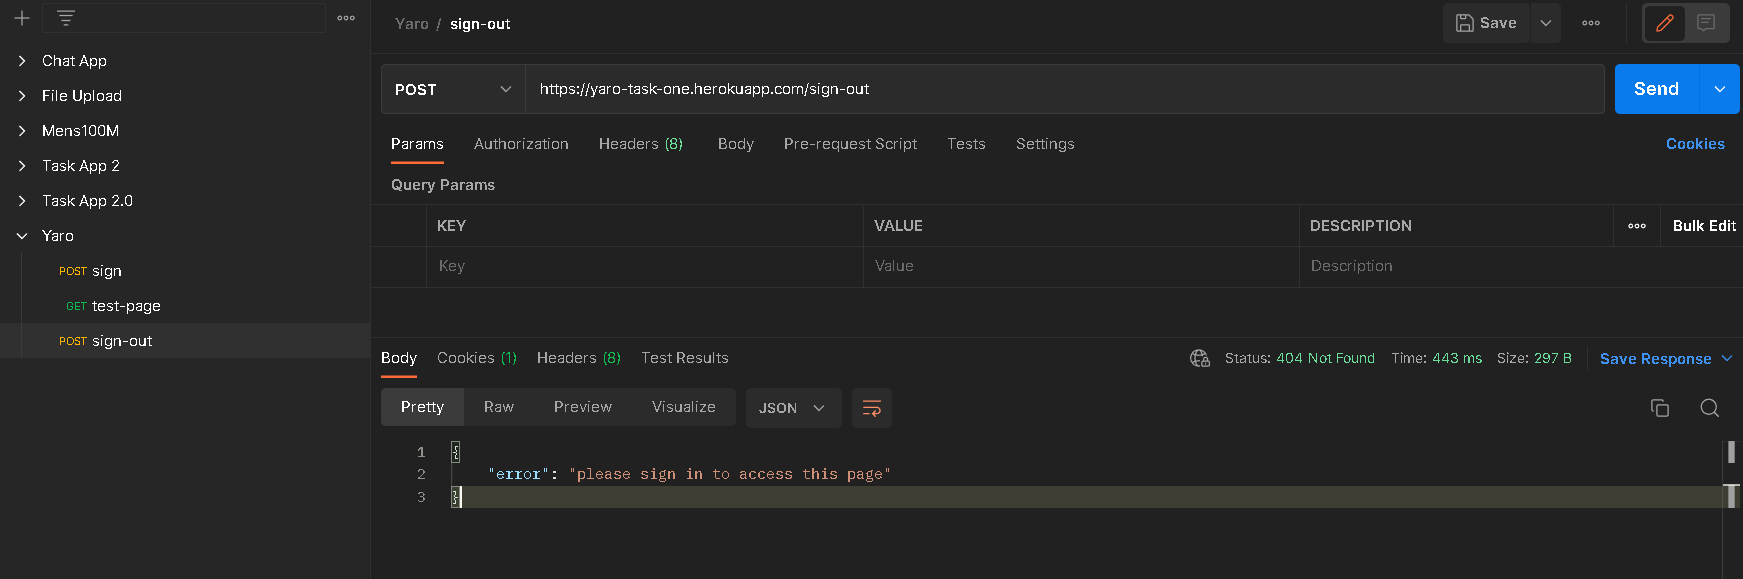 Chat App
File Upload
Mens100M
Task App 2
Task App 2.0
Yaro
POST sign
GET test-page
POST sign-out
Yaro / sign-out
Save
POST
https://yaro-task-one.herokuapp.com/sign-out
Send
Params Authorization Headers (8) Body Pre-request Script Tests Settings Cookies
Query Params
KEY VALUE DESCRIPTION Bulk Edit
Key Value Description
Body Cookies (1) Headers (8) Test Results Status: 404 Not Found Time: 443 ms Size: 297 B Save Response
Pretty Raw Preview Visualize JSON
1 {
2 "error": "please sign in to access this page"
3 }